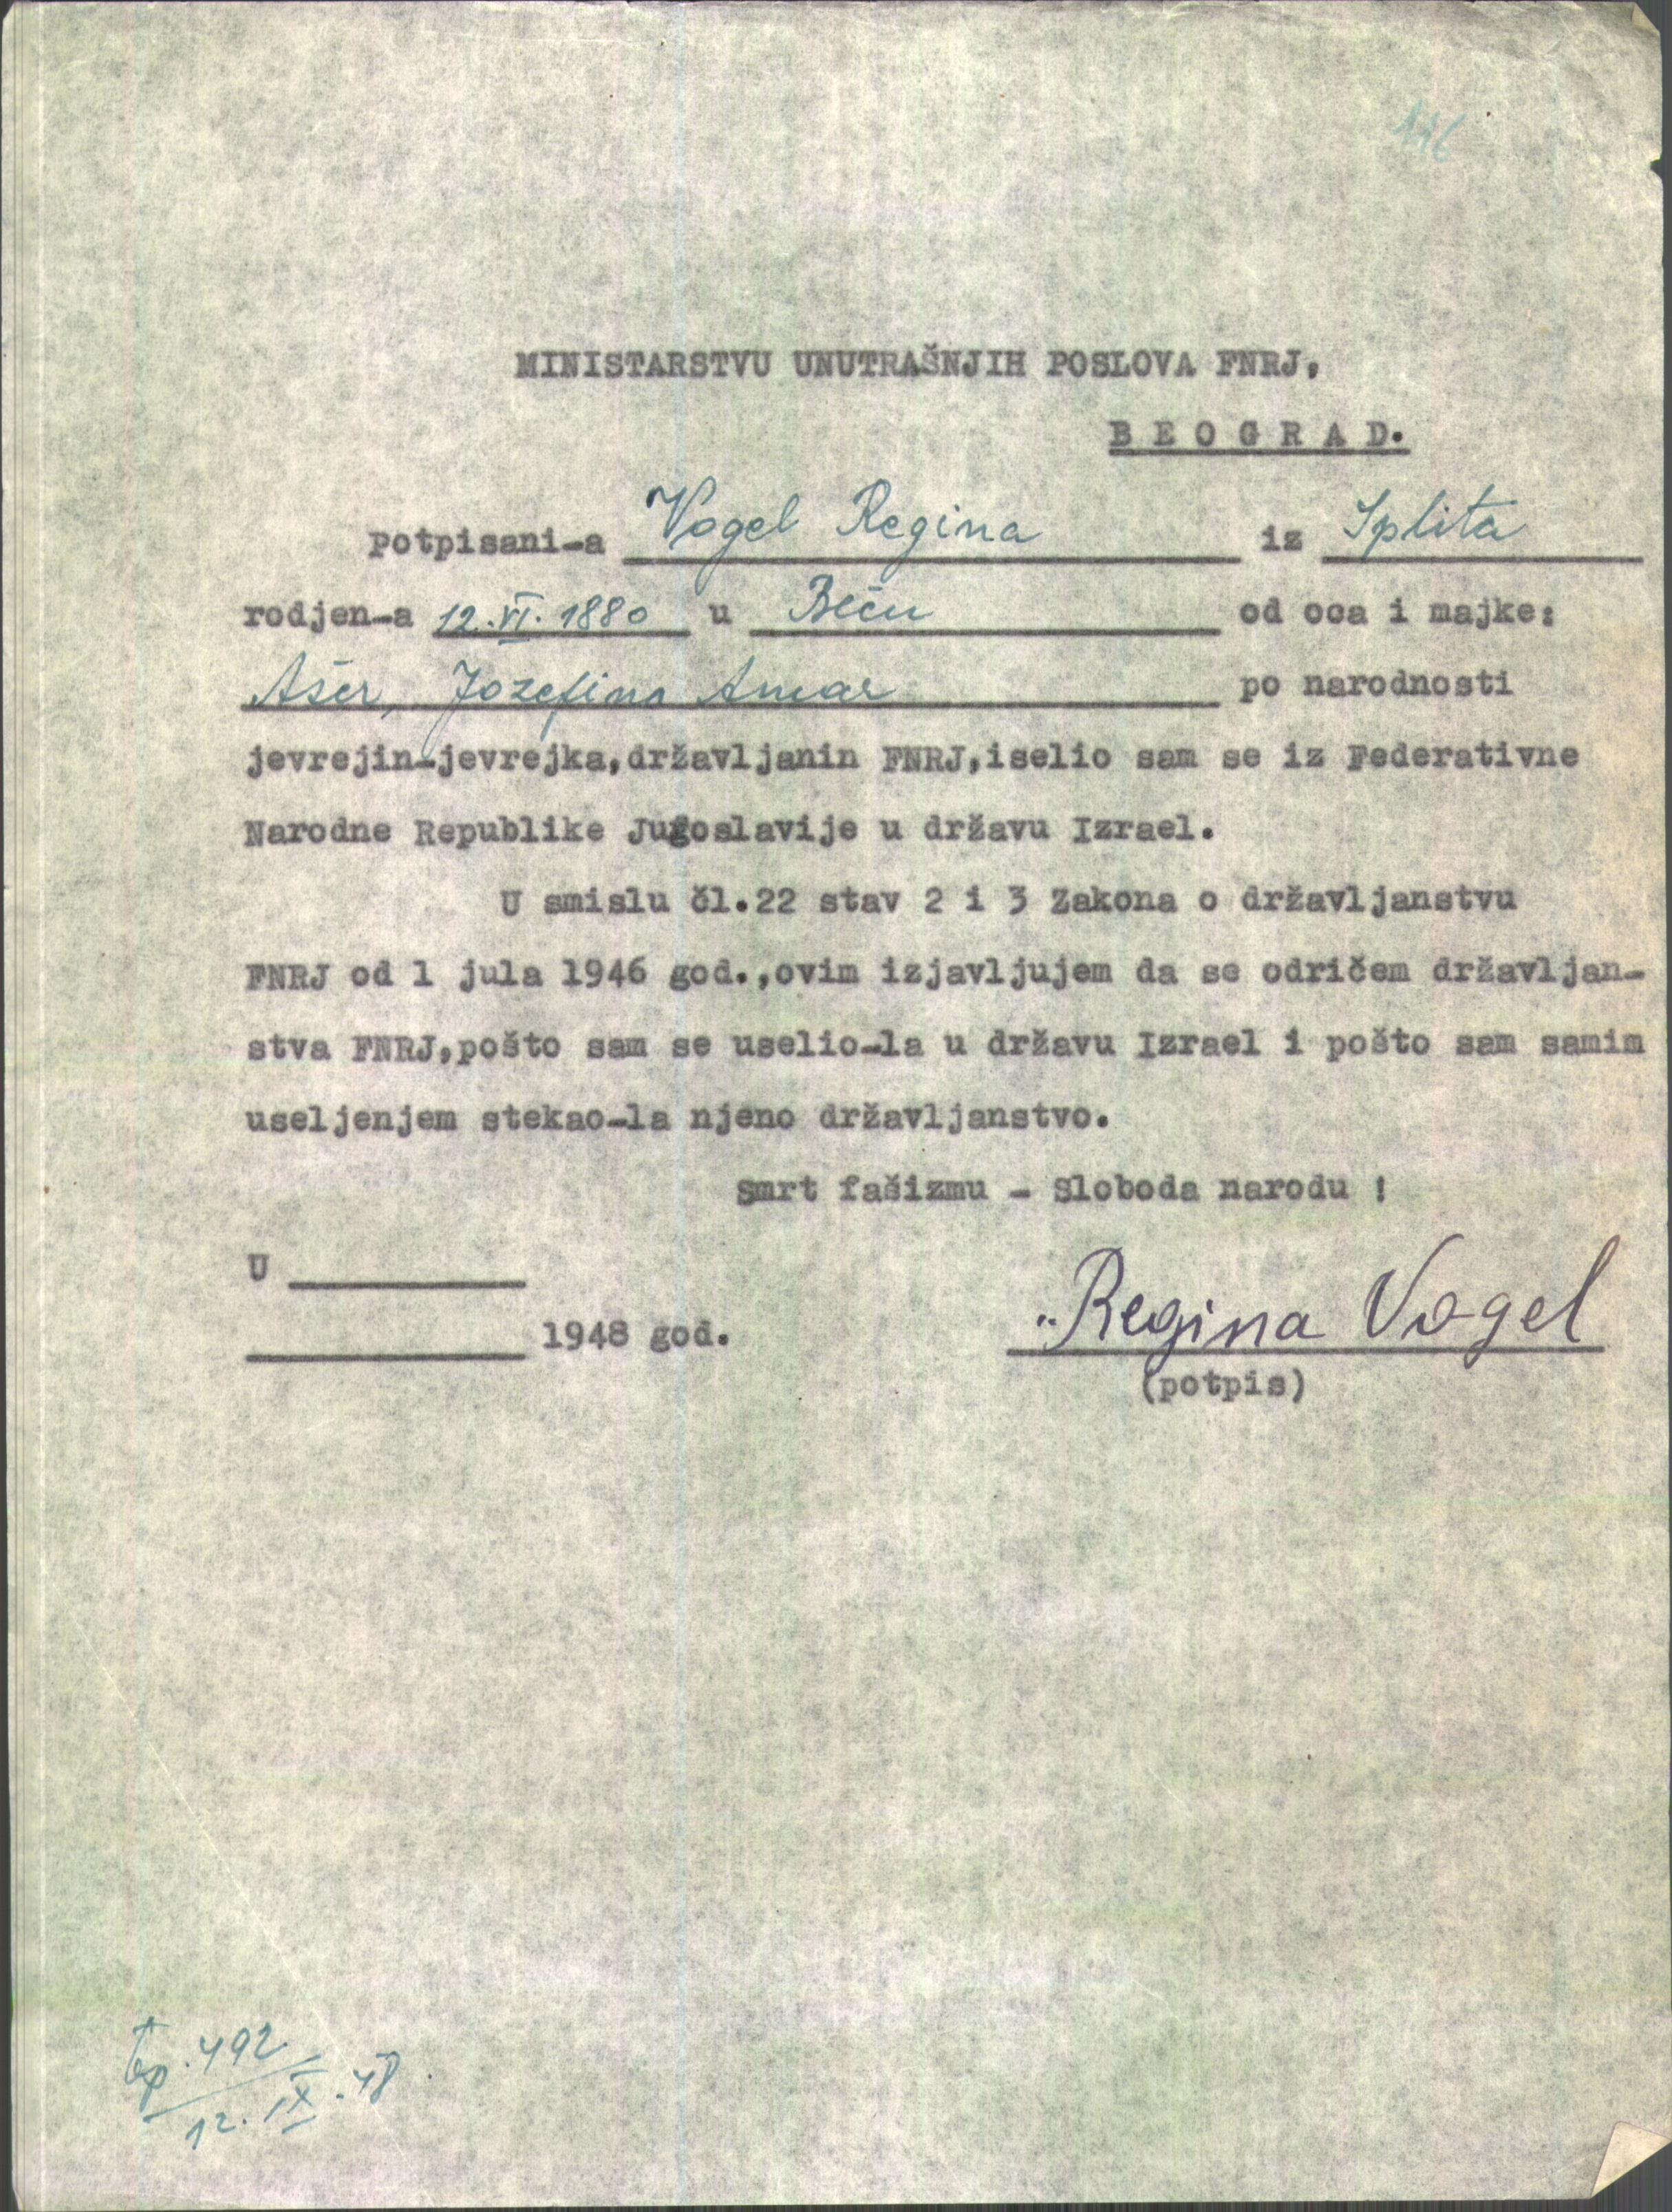 146
MINISTARSTVU UNUTRAŠNJIH POSLOVA FNRJ,
B E O G R A D.
potpisani-a Vogel Regina iz Splita
rodjen-a 12.VI.1880 u Beču od oca i majke:
Ašer, Jozefina Amar po narodnosti
jevrejin-jevrejka,državljanin FNRJ,iselio sam se iz Federativne
Narodne Republike Jugoslavije u državu Izrael.
U smislu čl.22 stav 2 i 3 Zakona o državljanstvu
FNRJ od 1 jula 1946 god.,ovim izjavljujem da se odričem državljan-
stva FNRJ,pošto sam se uselio-la u državu Izrael i pošto sam samim
useljenjem stekao-la njeno državljanstvo.
Smrt fašizmu - Sloboda narodu !
U
1948 god.
Regina Vogel
(potpis)
492
12. IX. 48